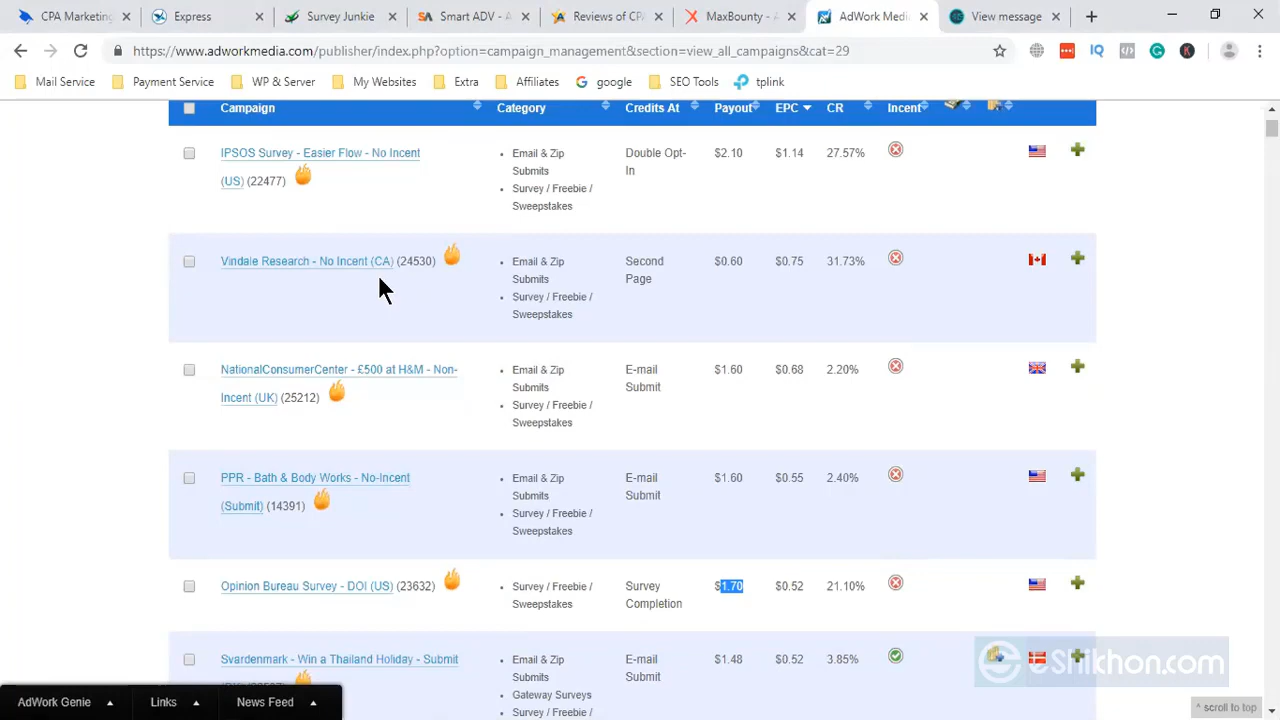 CPA Marketing
Express
Survey Junkie
Smart ADV - A
Reviews of CPA
MaxBounty - A
AdWork Medi
View message
https://www.adworkmedia.com/publisher/index.php?option=campaign_management&section=view_all_campaigns&cat=29
Mail Service
Payment Service
WP & Server
My Websites
Extra
Affiliates
google
SEO Tools
tplink
Campaign Category Credits At Payout EPC CR Incent
IPSOS Survey - Easier Flow - No Incent
(US) (22477)
Email & Zip
Submits
Survey / Freebie /
Sweepstakes
Double Opt-
In
$2.10 $1.14 27.57%
Vindale Research - No Incent (CA) (24530)
Email & Zip
Submits
Survey / Freebie /
Sweepstakes
Second
Page
$0.60 $0.75 31.73%
NationalConsumerCenter - £500 at H&M - Non-
Incent (UK) (25212)
Email & Zip
Submits
Survey / Freebie /
Sweepstakes
E-mail
Submit
$1.60 $0.68 2.20%
PPR - Bath & Body Works - No-Incent
(Submit) (14391)
Email & Zip
Submits
Survey / Freebie /
Sweepstakes
E-mail
Submit
$1.60 $0.55 2.40%
Opinion Bureau Survey - DOI (US) (23632)
Survey / Freebie /
Sweepstakes
Survey
Completion
$1.70 $0.52 21.10%
Svardenmark - Win a Thailand Holiday - Submit
Email & Zip
Submits
Gateway Surveys
Survey / Freebie /
E-mail
Submit
$1.48 $0.52 3.85%
eShikhon.com
AdWork Genie
Links
News Feed
^ scroll to top